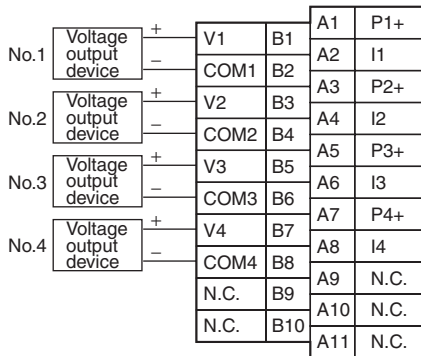 A1 P1+
No.1 Voltage output device + V1 B1
A2 I1
− COM1 B2
A3 P2+
No.2 Voltage output device + V2 B3
A4 I2
− COM2 B4
A5 P3+
No.3 Voltage output device + V3 B5
A6 I3
− COM3 B6
A7 P4+
No.4 Voltage output device + V4 B7
A8 I4
− COM4 B8
A9 N.C.
N.C. B9
A10 N.C.
N.C. B10
A11 N.C.